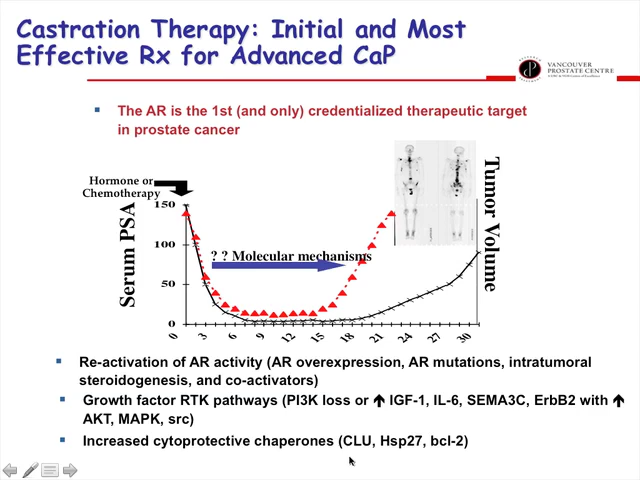 Castration Therapy: Initial and Most
Effective Rx for Advanced CaP
VANCOUVER
PROSTATE CENTRE
The AR is the 1st (and only) credentialized therapeutic target
in prostate cancer
Hormone or
Chemotherapy
Serum PSA
150
100
50
0
? ? Molecular mechanisms
Tumor Volume
0 3 6 9 12 15 18 21 24 27 30
Re-activation of AR activity (AR overexpression, AR mutations, intratumoral
steroidogenesis, and co-activators)
Growth factor RTK pathways (PI3K loss or ↑ IGF-1, IL-6, SEMA3C, ErbB2 with ↑
AKT, MAPK, src)
Increased cytoprotective chaperones (CLU, Hsp27, bcl-2)